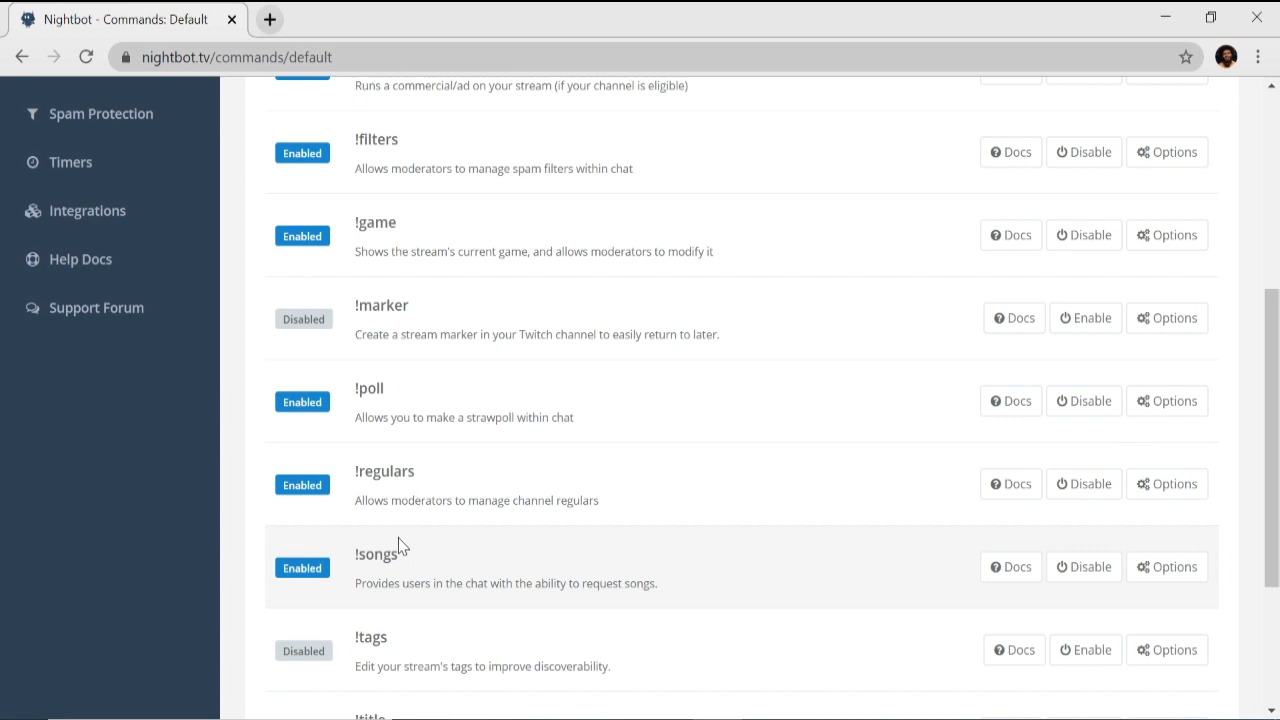 Nightbot - Commands: Default
nightbot.tv/commands/default
Spam Protection
Timers
Integrations
Help Docs
Support Forum
Runs a commercial/ad on your stream (if your channel is eligible)
Enabled
!filters
Allows moderators to manage spam filters within chat
Docs Disable Options
Enabled
!game
Shows the stream's current game, and allows moderators to modify it
Docs Disable Options
Disabled
!marker
Create a stream marker in your Twitch channel to easily return to later.
Docs Enable Options
Enabled
!poll
Allows you to make a strawpoll within chat
Docs Disable Options
Enabled
!regulars
Allows moderators to manage channel regulars
Docs Disable Options
Enabled
!songs
Provides users in the chat with the ability to request songs.
Docs Disable Options
Disabled
!tags
Edit your stream's tags to improve discoverability.
Docs Enable Options
!title